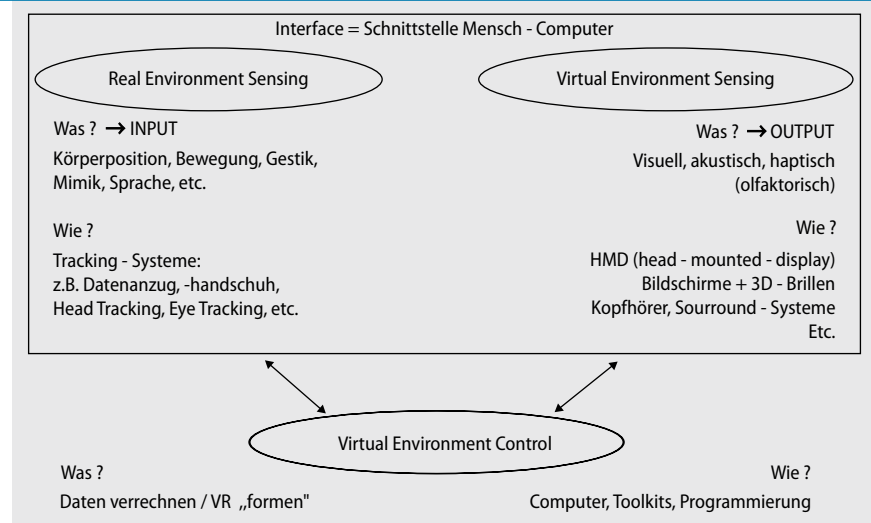 Interface = Schnittstelle Mensch - Computer
Real Environment Sensing
Virtual Environment Sensing
Was ? → INPUT
Körperposition, Bewegung, Gestik,
Mimik, Sprache, etc.
Wie ?
Tracking - Systeme:
z.B. Datenanzug, -handschuh,
Head Tracking, Eye Tracking, etc.
Was ? → OUTPUT
Visuell, akustisch, haptisch
(olfaktorisch)
Wie ?
HMD (head - mounted - display)
Bildschirme + 3D - Brillen
Kopfhörer, Sourround - Systeme
Etc.
Virtual Environment Control
Was ?
Daten verrechnen / VR „formen"
Wie ?
Computer, Toolkits, Programmierung